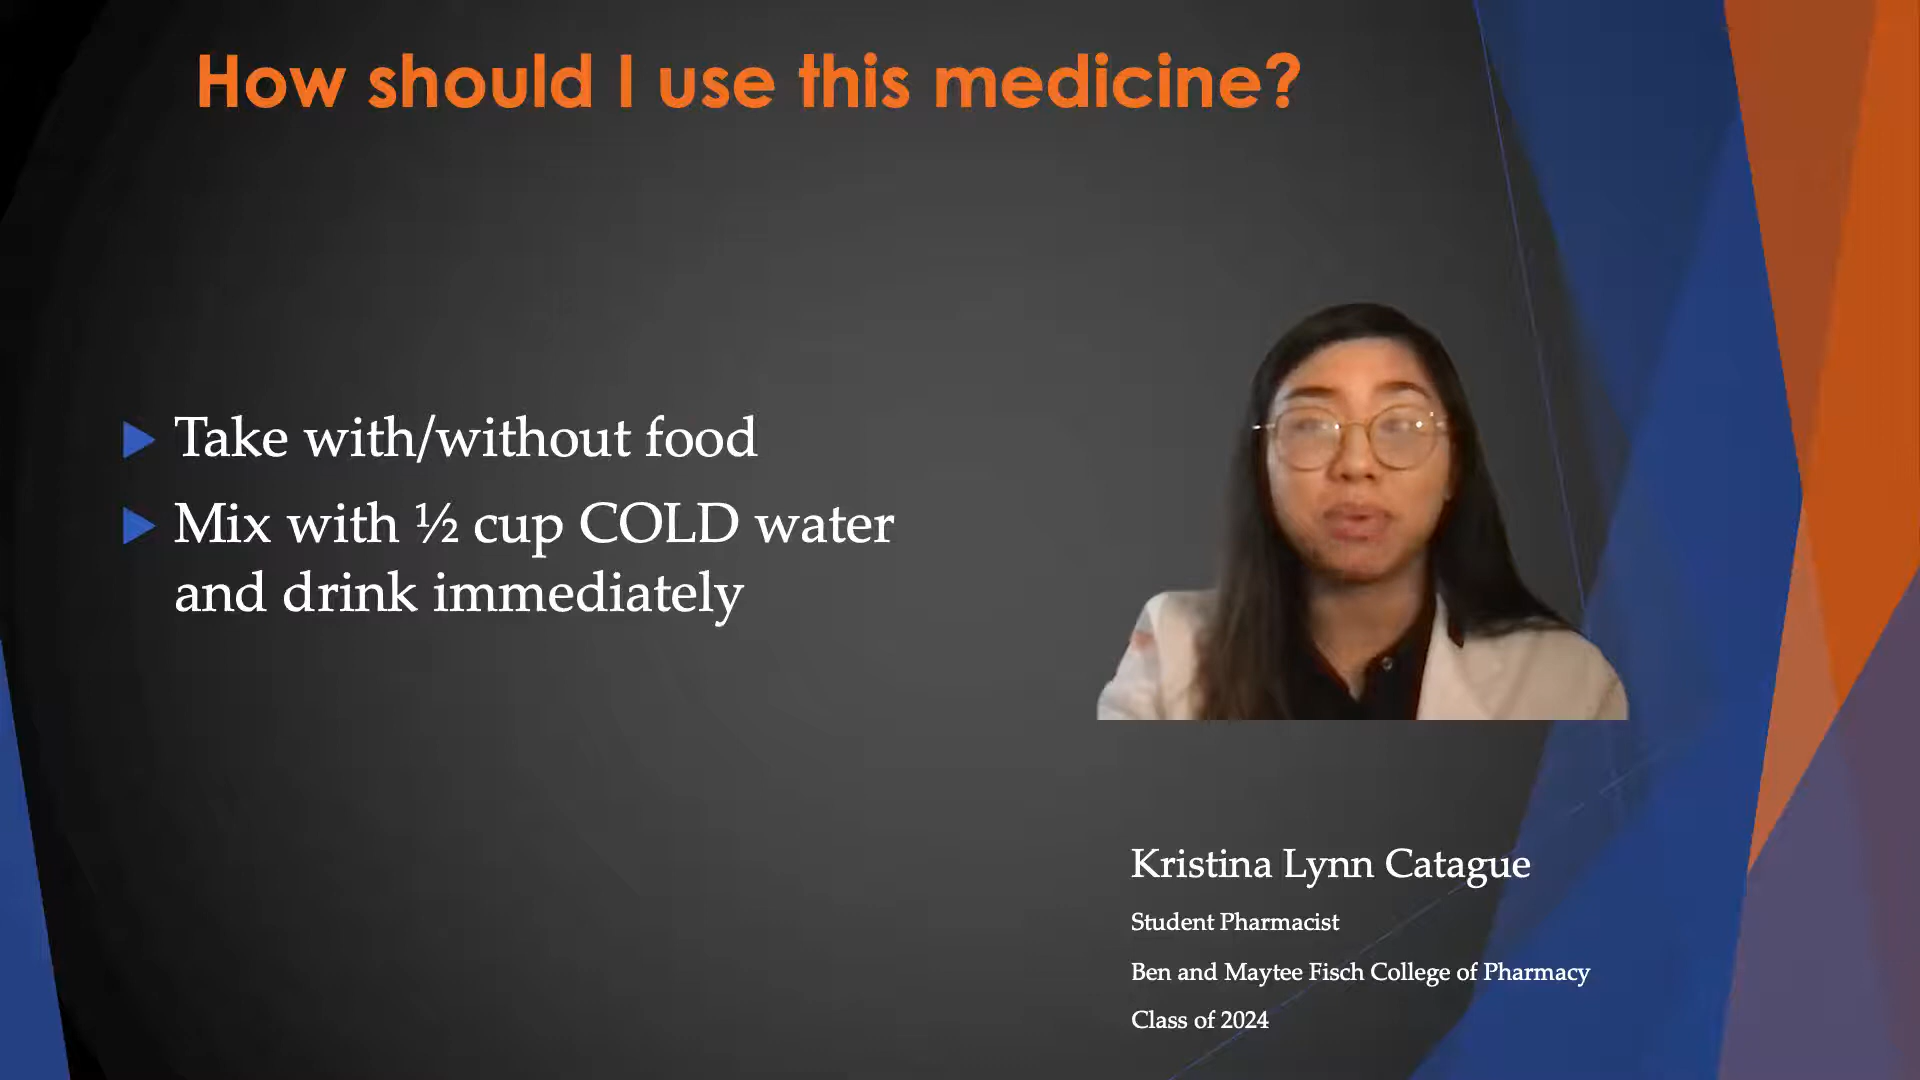 How should I use this medicine?
Take with/without food
Mix with ½ cup COLD water
and drink immediately
Kristina Lynn Catague
Student Pharmacist
Ben and Maytee Fisch College of Pharmacy
Class of 2024